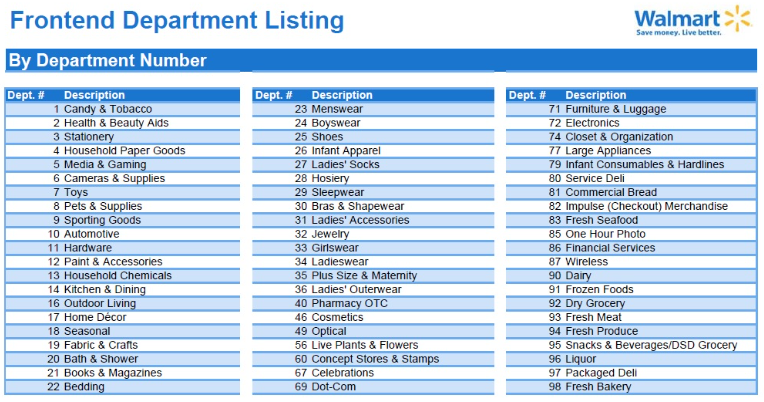 Frontend Department Listing
Walmart
Save money. Live better.
By Department Number
Dept. # Description
1 Candy & Tobacco
2 Health & Beauty Aids
3 Stationery
4 Household Paper Goods
5 Media & Gaming
6 Cameras & Supplies
7 Toys
8 Pets & Supplies
9 Sporting Goods
10 Automotive
11 Hardware
12 Paint & Accessories
13 Household Chemicals
14 Kitchen & Dining
16 Outdoor Living
17 Home Décor
18 Seasonal
19 Fabric & Crafts
20 Bath & Shower
21 Books & Magazines
22 Bedding
Dept. # Description
23 Menswear
24 Boyswear
25 Shoes
26 Infant Apparel
27 Ladies' Socks
28 Hosiery
29 Sleepwear
30 Bras & Shapewear
31 Ladies' Accessories
32 Jewelry
33 Girlswear
34 Ladieswear
35 Plus Size & Maternity
36 Ladies' Outerwear
40 Pharmacy OTC
46 Cosmetics
49 Optical
56 Live Plants & Flowers
60 Concept Stores & Stamps
67 Celebrations
69 Dot-Com
Dept. # Description
71 Furniture & Luggage
72 Electronics
74 Closet & Organization
77 Large Appliances
79 Infant Consumables & Hardlines
80 Service Deli
81 Commercial Bread
82 Impulse (Checkout) Merchandise
83 Fresh Seafood
85 One Hour Photo
86 Financial Services
87 Wireless
90 Dairy
91 Frozen Foods
92 Dry Grocery
93 Fresh Meat
94 Fresh Produce
95 Snacks & Beverages/DSD Grocery
96 Liquor
97 Packaged Deli
98 Fresh Bakery